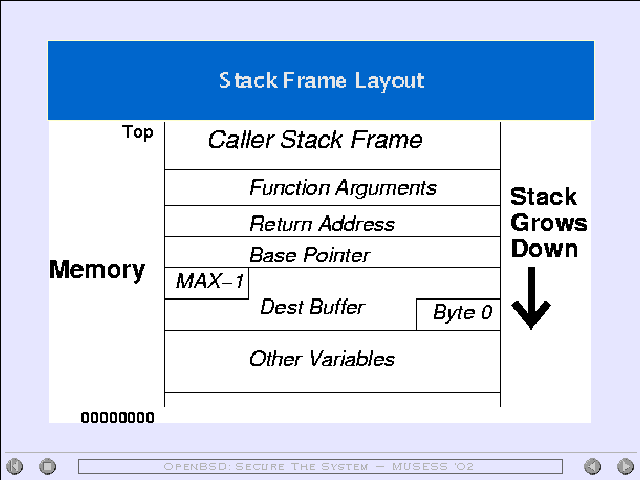 Stack Frame Layout
Top
Caller Stack Frame
Function Arguments
Return Address
Base Pointer
Stack
Grows
Down
Memory
MAX−1
Dest Buffer
Byte 0
Other Variables
00000000
OpenBSD: Secure The System — MUSESS '02